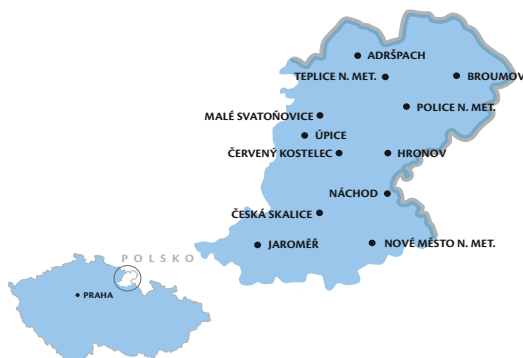 ADRŠPACH
TEPLICE N. MET.
BROUMOV
POLICE N. MET.
MALÉ SVATOŇOVICE
ÚPICE
ČERVENÝ KOSTELEC
HRONOV
NÁCHOD
ČESKÁ SKALICE
JAROMĚŘ
NOVÉ MĚSTO N. MET.
POLSKO
PRAHA